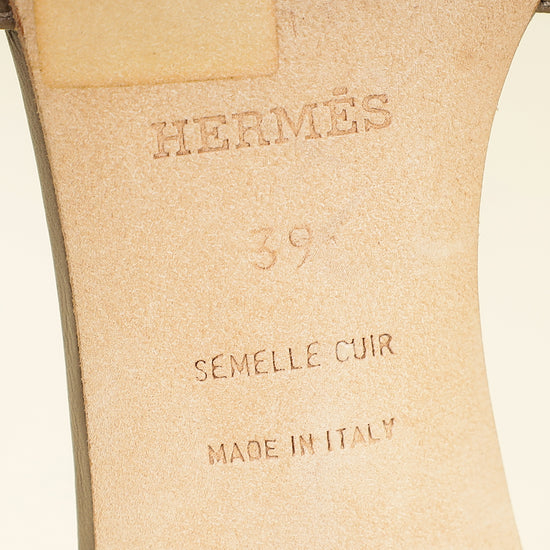 HERMÈS
39
SEMELLE CUIR
MADE IN ITALY